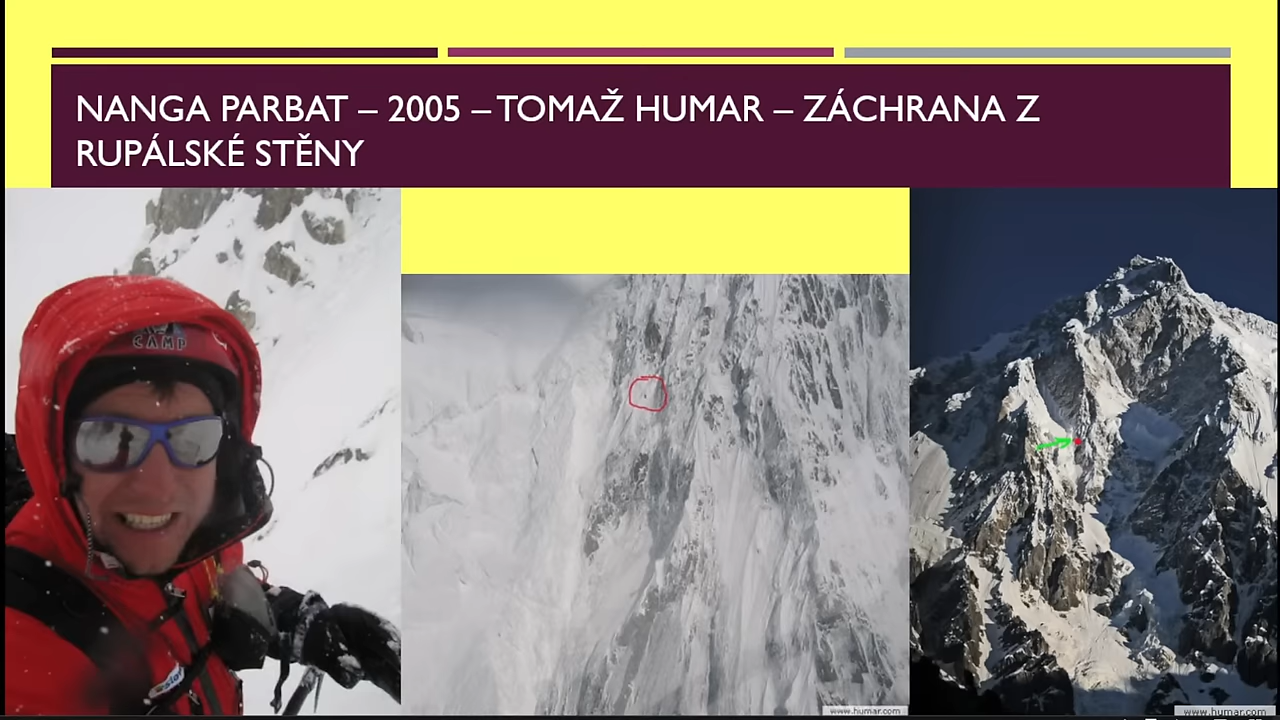 NANGA PARBAT – 2005 – TOMAŽ HUMAR – ZÁCHRANA Z
RUPÁLSKÉ STĚNY
CAMP
www.humar.com
www.humar.com